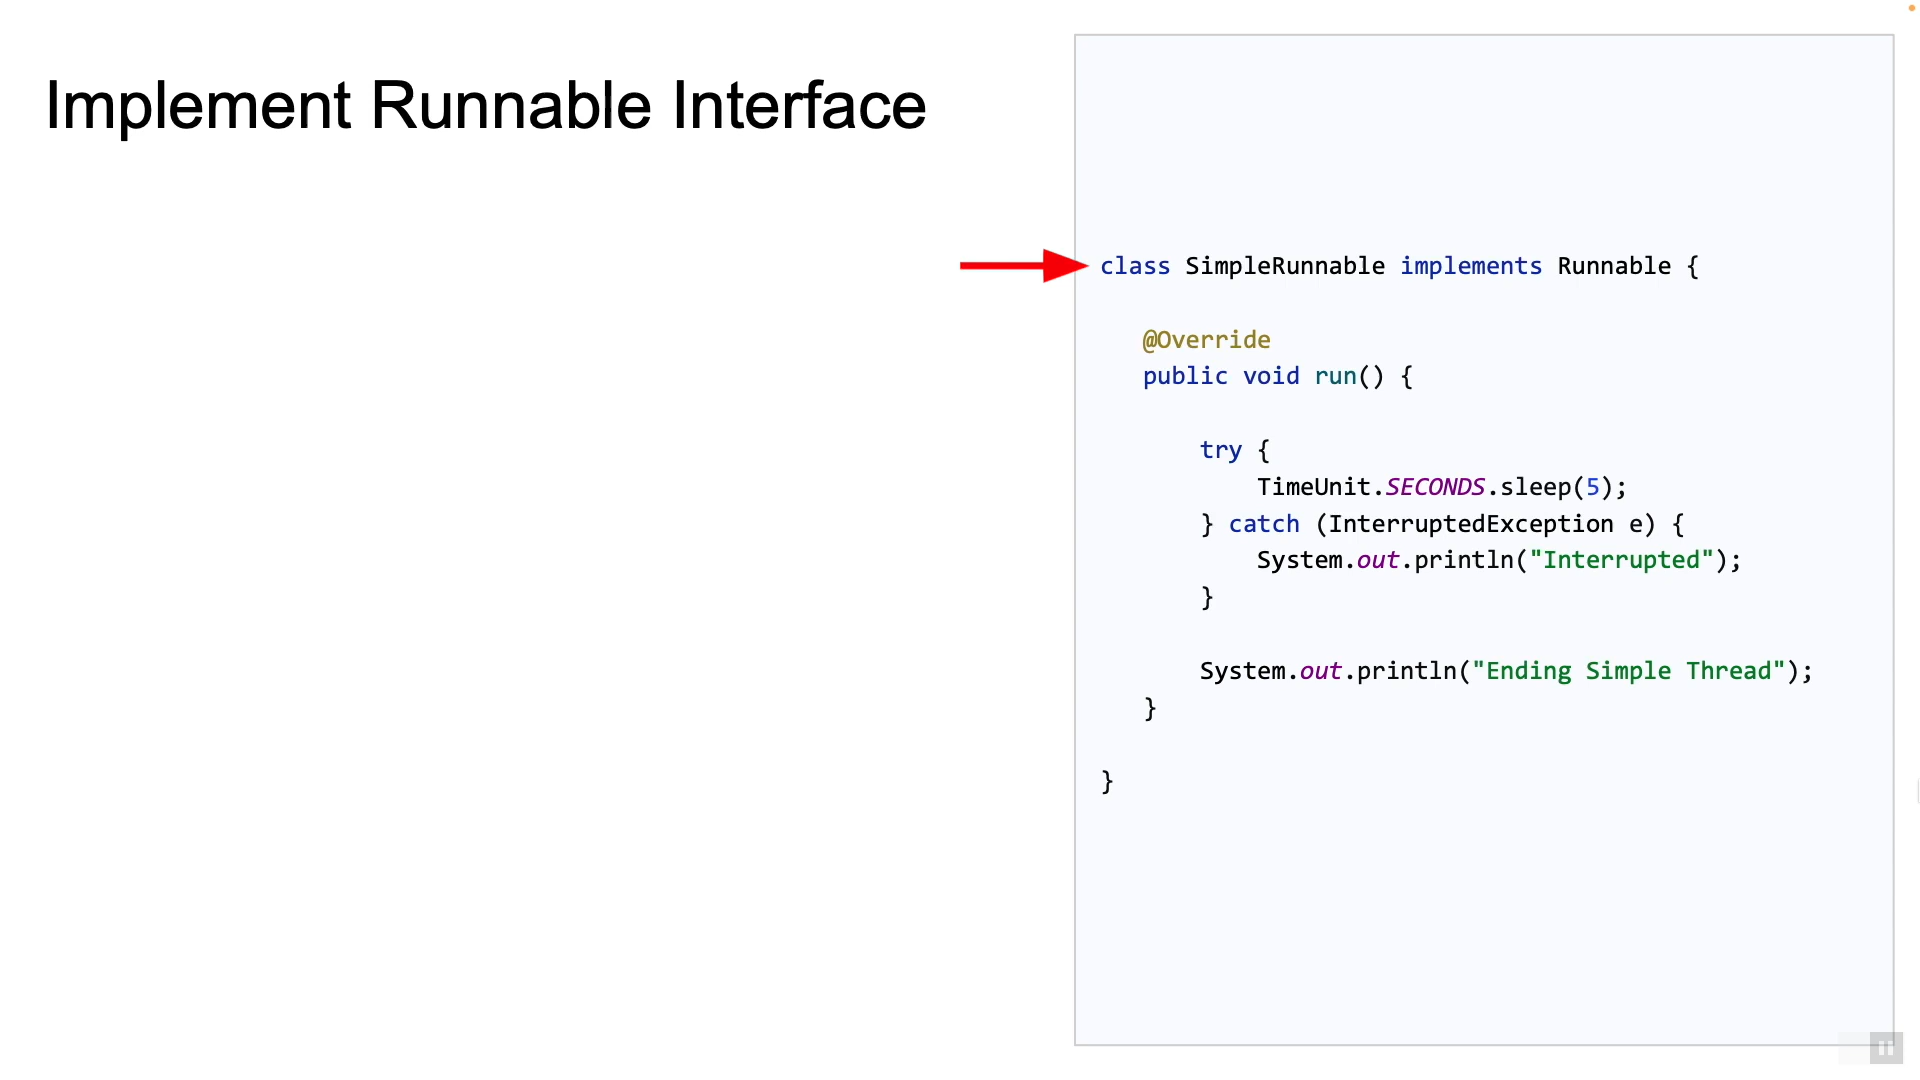 Implement Runnable Interface
class SimpleRunnable implements Runnable {
@Override
public void run() {
try {
TimeUnit.SECONDS.sleep(5);
} catch (InterruptedException e) {
System.out.println("Interrupted");
}
System.out.println("Ending Simple Thread");
}
}